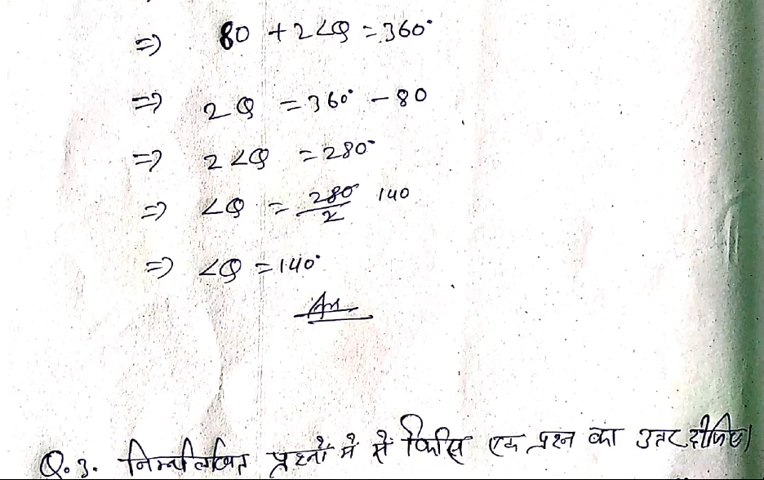 ⇒ 80 + 2∠Q = 360°
⇒ 2Q = 360° - 80
⇒ 2∠Q = 280°
⇒ ∠Q = 280/2 140
⇒ ∠Q = 140°
Ans
Q.3. निम्नलिखित प्रश्नों में से किसि एक प्रश्न का उत्तर दीजिए।